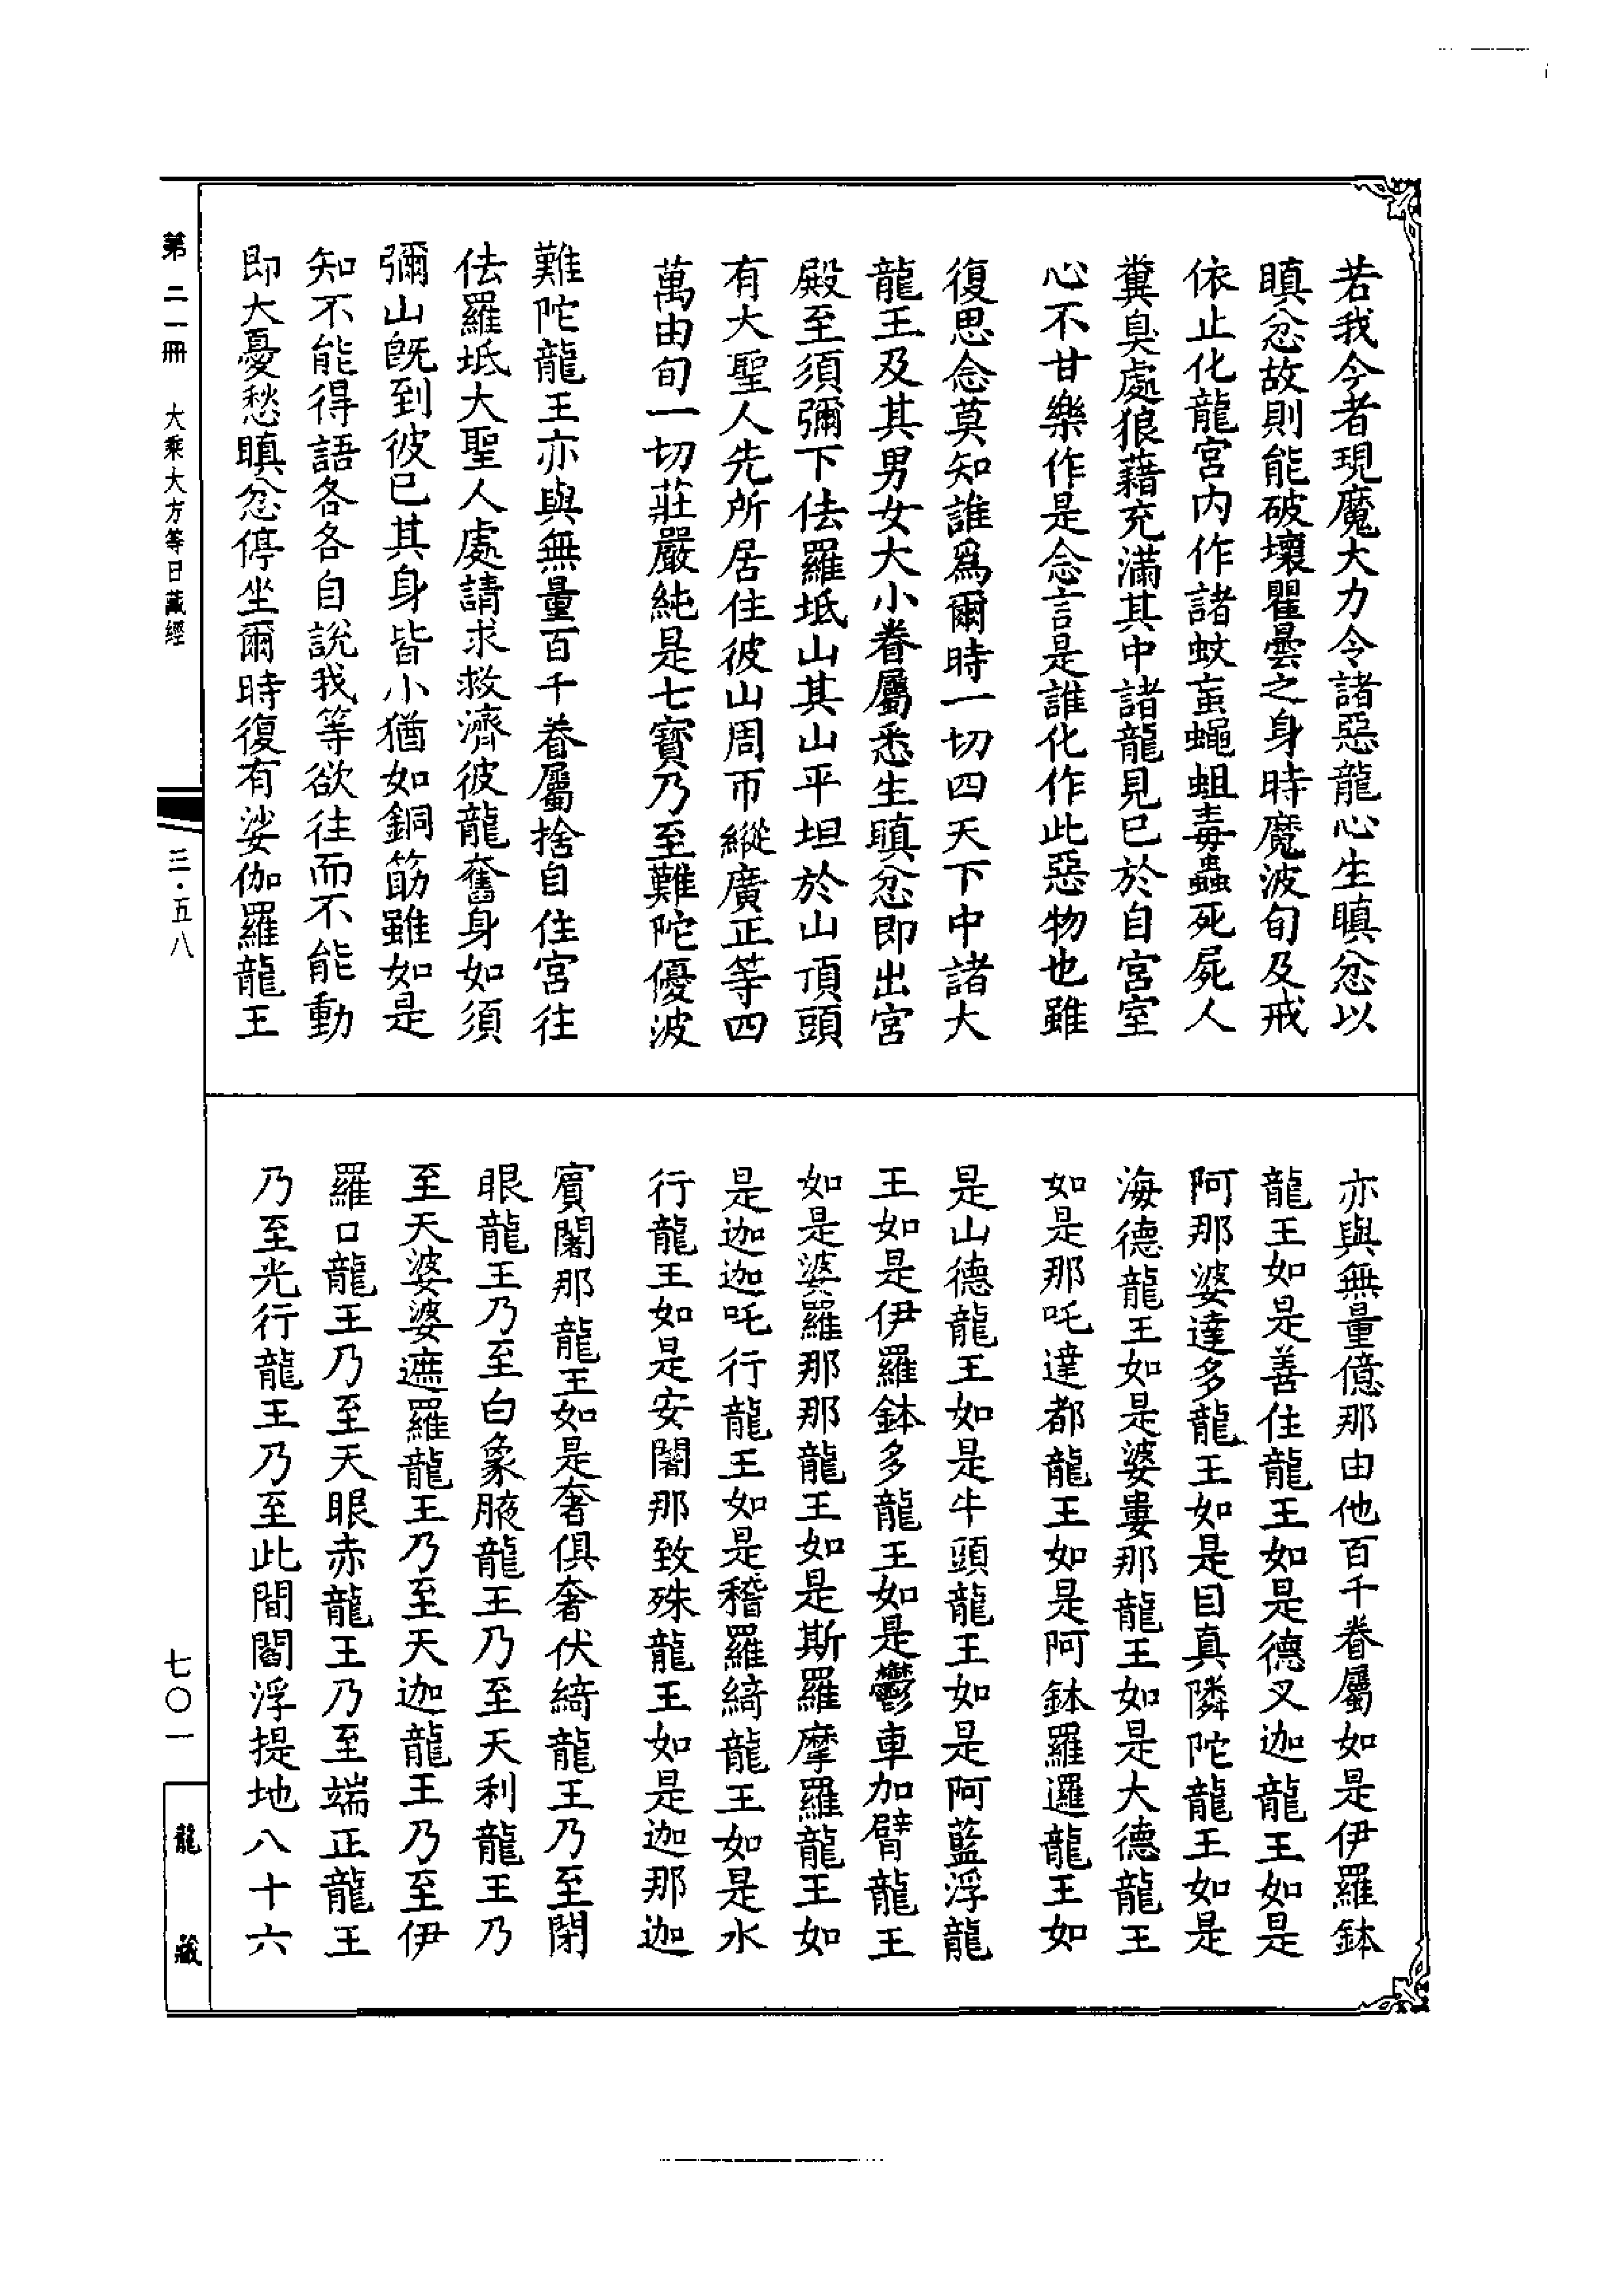 若我今者現魔大力令諸惡龍心生瞋忿以
瞋忿故則能破壞瞿曇之身時魔波旬及戒
依止化龍宮内作諸蚊䖟蠅蛆毒蟲死屍人
糞臭處狼藉充滿其中諸龍見已於自宮室
心不甘樂作是念言是誰化作此惡物也雖
復思念莫知誰爲爾時一切四天下中諸大
龍王及其男女大小眷屬悉生瞋忿即出宮
殿至須彌下佉羅坻山其山平坦於山頂頭
有大聖人先所居住彼山周帀縱廣正等四
萬由旬一切莊嚴純是七寶乃至難陀優波
難陀龍王亦與無量百千眷屬捨自住宮往
佉羅坻大聖人處請求救濟彼龍奮身如須
彌山旣到彼已其身皆小猶如銅筯雖如是
知不能得語各各自說我等欲往而不能動
即大憂愁瞋忿停坐爾時復有娑伽羅龍王
亦與無量億那由他百千眷屬如是伊羅鉢
龍王如是善住龍王如是德叉迦龍王如是
阿那婆達多龍王如是目真隣陀龍王如是
海德龍王如是婆婁那龍王如是大德龍王
如是那吒達都龍王如是阿鉢羅邏龍王如
是山德龍王如是牛頭龍王如是阿藍浮龍
王如是伊羅鉢多龍王如是鬱車加臂龍王
如是婆羅那那龍王如是斯羅摩羅龍王如
是迦迦吒行龍王如是稽羅綺龍王如是水
行龍王如是安闍那致殊龍王如是迦那迦
賓闍那龍王如是奢俱奢伏綺龍王乃至閑
眼龍王乃至白象腋龍王乃至天利龍王乃
至天婆婆遮羅龍王乃至天迦龍王乃至伊
羅口龍王乃至天眼赤龍王乃至端正龍王
乃至光行龍王乃至此間閻浮提地八十六
第二一冊 大乘大方等日藏經
三·五八
七〇一
龍藏